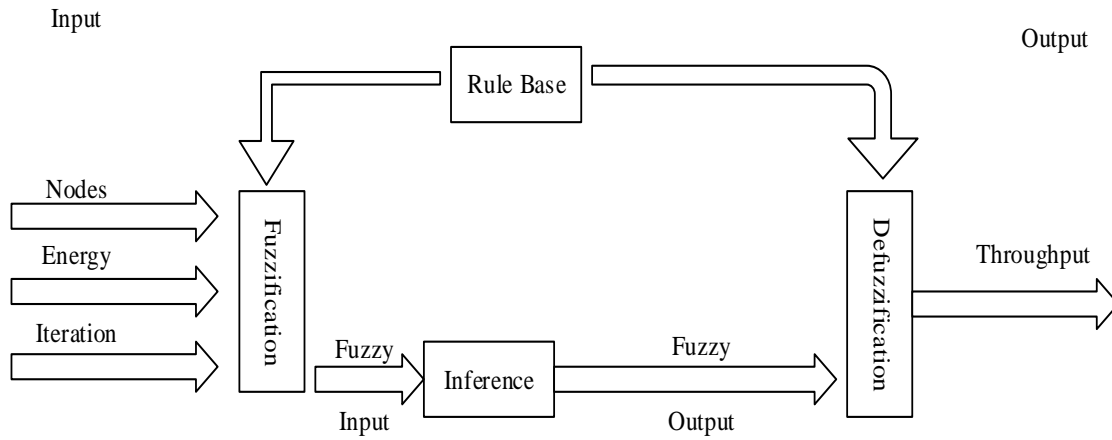 Input
Output
Rule Base
Nodes
Energy
Iteration
Fuzzification
Fuzzy
Input
Inference
Fuzzy
Output
Defuzzification
Throughput